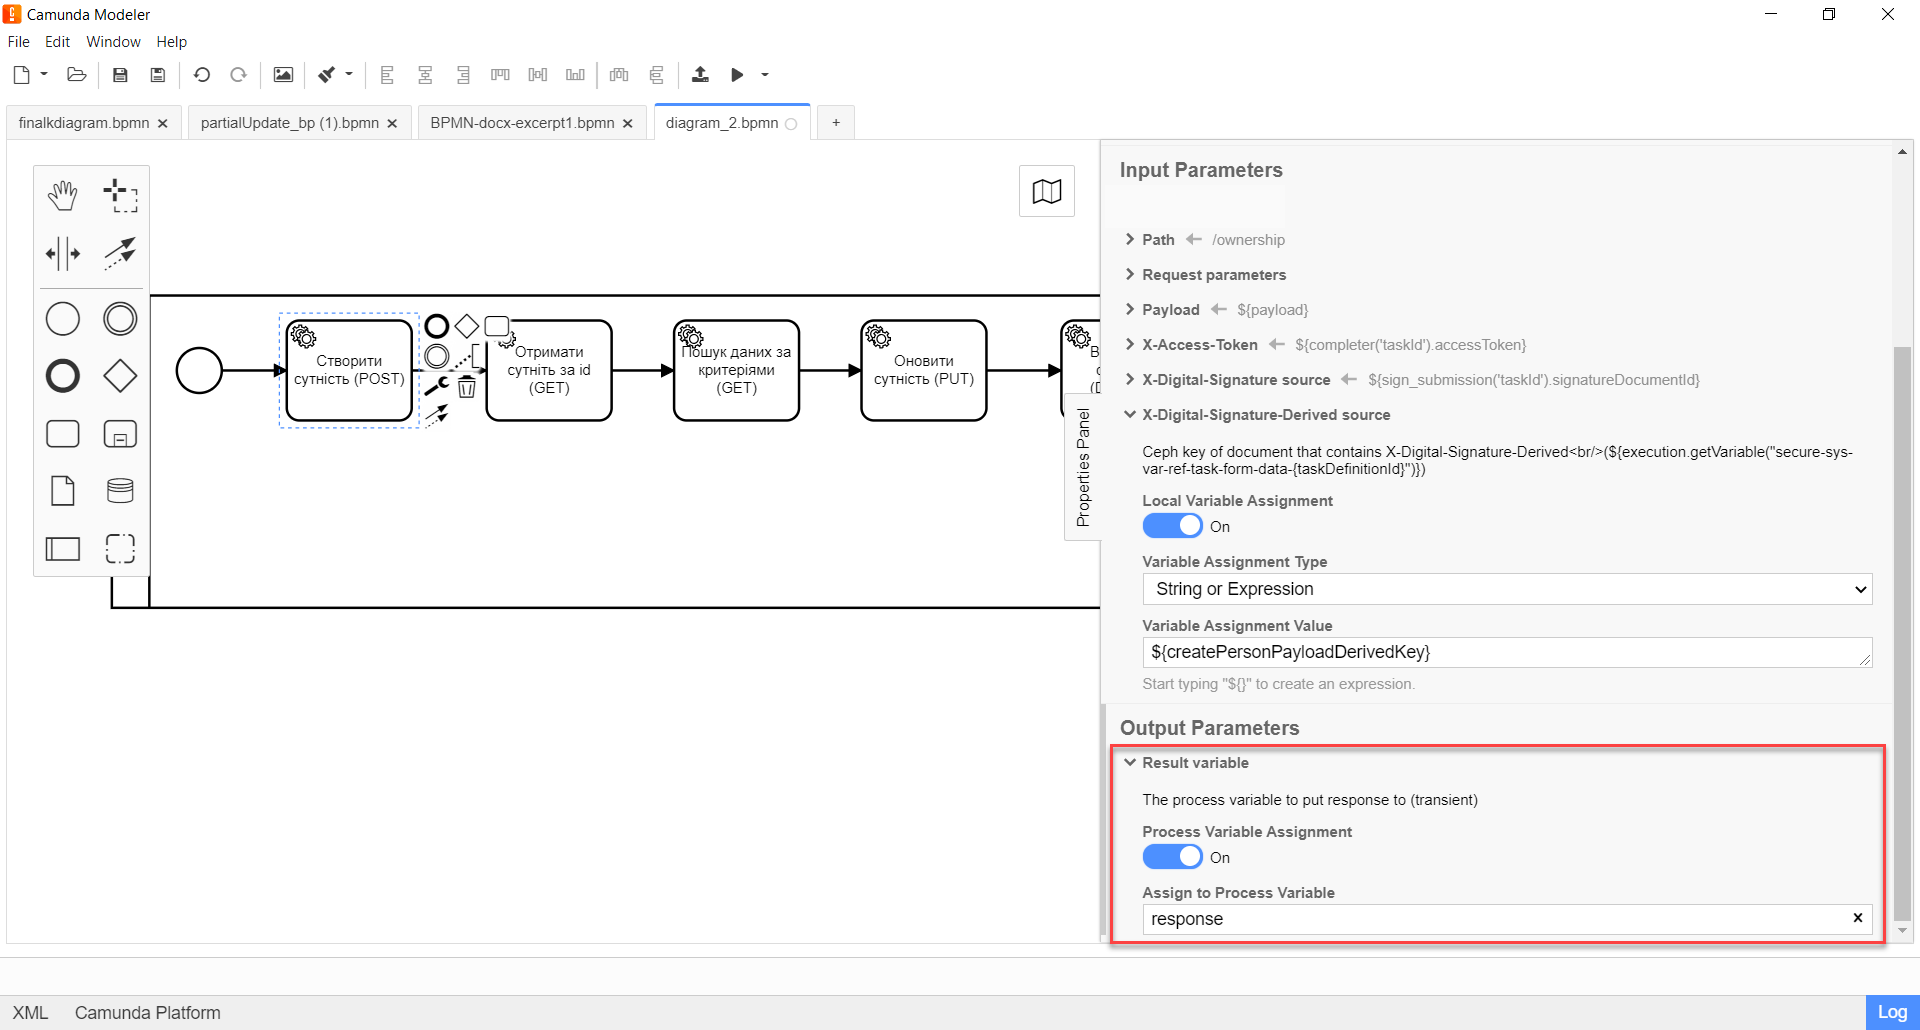 Camunda Modeler
File Edit Window Help
finalkdiagram.bpmn
partialUpdate_bp (1).bpmn
BPMN-docx-excerpt1.bpmn
diagram_2.bpmn
+
Створити
сутність (POST)
Отримати
сутніть за id
(GET)
Пошук даних за
критеріями
(GET)
Оновити
сутність (PUT)
Properties Panel
Input Parameters
Path /ownership
Request parameters
Payload ${payload}
X-Access-Token ${completer('taskId').accessToken}
X-Digital-Signature source ${sign_submission('taskId').signatureDocumentId}
X-Digital-Signature-Derived source
Ceph key of document that contains X-Digital-Signature-Derived<br/>(${execution.getVariable("secure-sys-
var-ref-task-form-data-{taskDefinitionId}")})
Local Variable Assignment
On
Variable Assignment Type
String or Expression
Variable Assignment Value
${createPersonPayloadDerivedKey}
Start typing "${}" to create an expression.
Output Parameters
Result variable
The process variable to put response to (transient)
Process Variable Assignment
On
Assign to Process Variable
response
XML Camunda Platform
Log